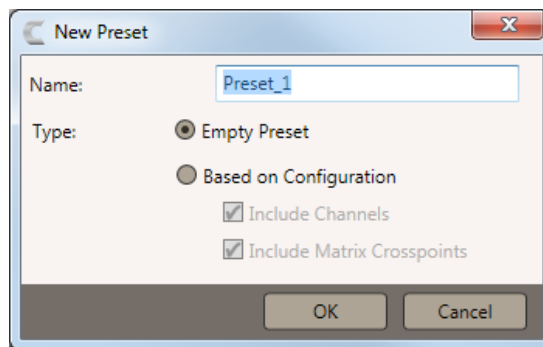 New Preset
Name: Preset_1
Type: Empty Preset
Based on Configuration
Include Channels
Include Matrix Crosspoints
OK Cancel